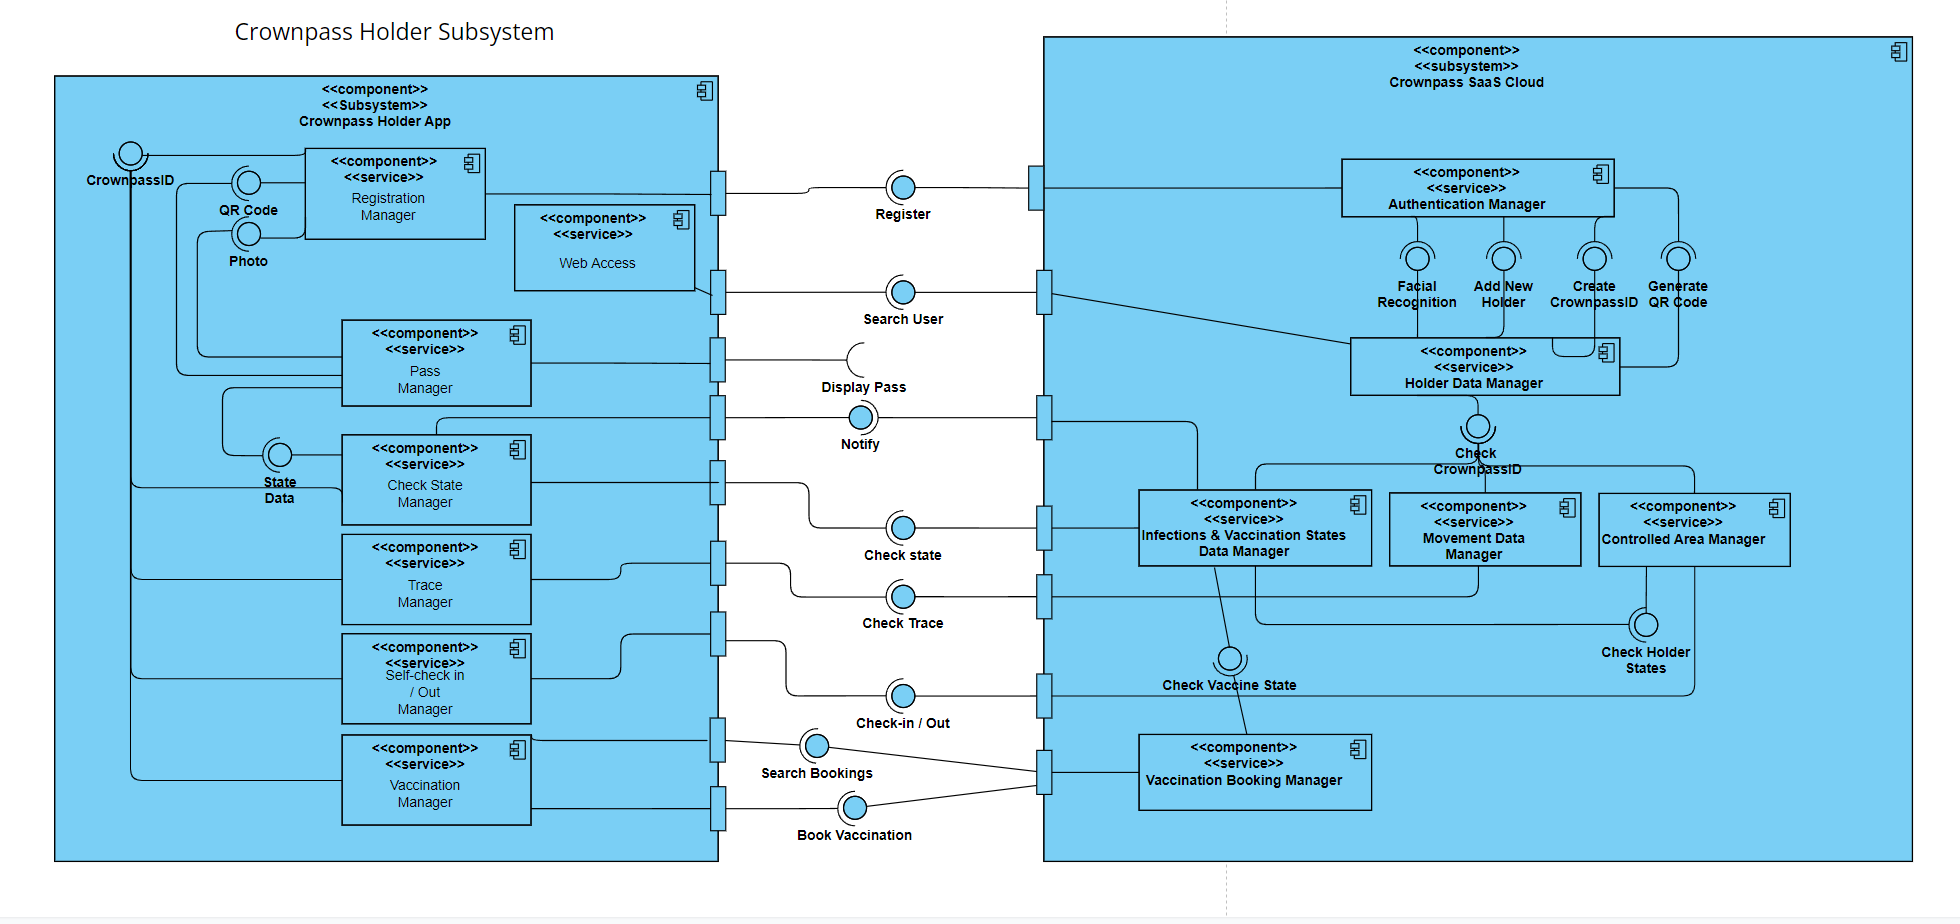 Crownpass Holder Subsystem
<<component>>
<<Subsystem>>
Crownpass Holder App
CrownpassID
QR Code
Photo
<<component>>
<<service>>
Registration
Manager
<<component>>
<<service>>
Web Access
<<component>>
<<service>>
Pass
Manager
State
Data
<<component>>
<<service>>
Check State
Manager
<<component>>
<<service>>
Trace
Manager
<<component>>
<<service>>
Self-check in
/ Out
Manager
<<component>>
<<service>>
Vaccination
Manager
Register
Search User
Display Pass
Notify
Check state
Check Trace
Check-in / Out
Search Bookings
Book Vaccination
<<component>>
<<subsystem>>
Crownpass SaaS Cloud
<<component>>
<<service>>
Authentication Manager
Facial
Recognition
Add New
Holder
Create
CrownpassID
Generate
QR Code
<<component>>
<<service>>
Holder Data Manager
Check
CrownpassID
<<component>>
<<service>>
Infections & Vaccination States
Data Manager
<<component>>
<<service>>
Movement Data
Manager
<<component>>
<<service>>
Controlled Area Manager
Check Holder
States
Check Vaccine State
<<component>>
<<service>>
Vaccination Booking Manager